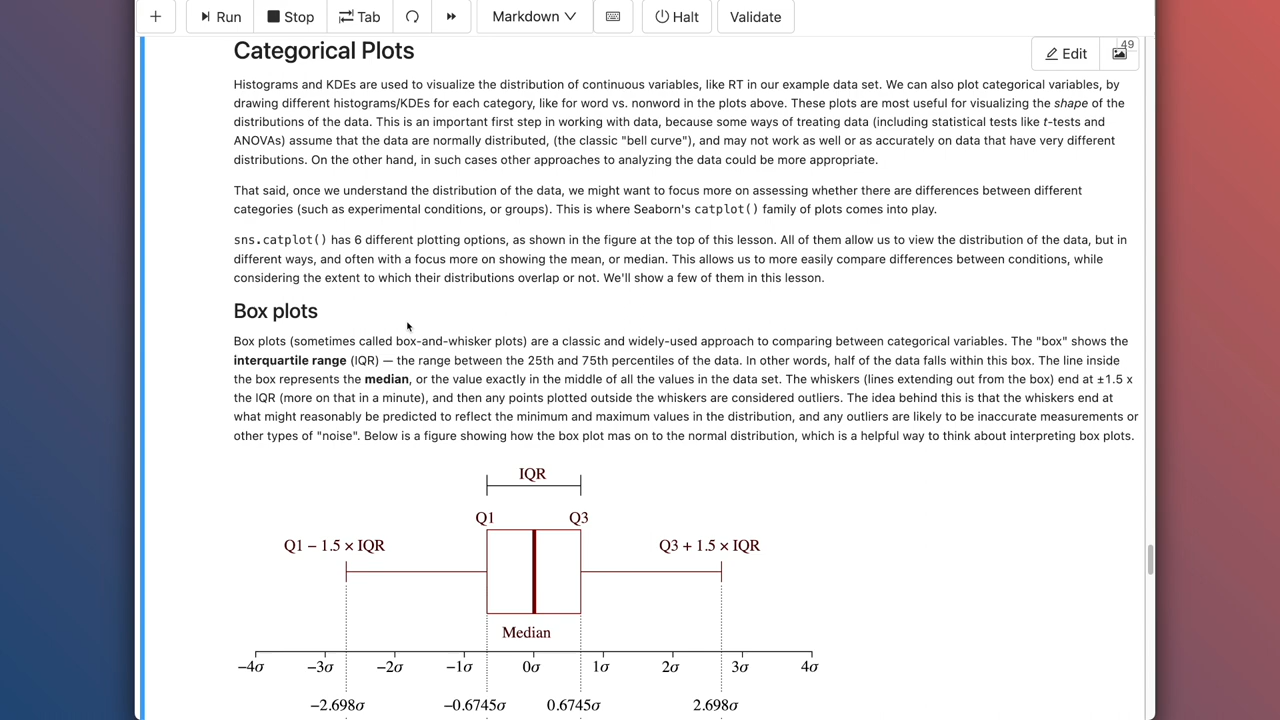 + Run Stop Tab Markdown Halt Validate
Categorical Plots
Edit 49
Histograms and KDEs are used to visualize the distribution of continuous variables, like RT in our example data set. We can also plot categorical variables, by
drawing different histograms/KDEs for each category, like for word vs. nonword in the plots above. These plots are most useful for visualizing the shape of the
distributions of the data. This is an important first step in working with data, because some ways of treating data (including statistical tests like t-tests and
ANOVAs) assume that the data are normally distributed, (the classic "bell curve"), and may not work as well or as accurately on data that have very different
distributions. On the other hand, in such cases other approaches to analyzing the data could be more appropriate.
That said, once we understand the distribution of the data, we might want to focus more on assessing whether there are differences between different
categories (such as experimental conditions, or groups). This is where Seaborn's catplot() family of plots comes into play.
sns.catplot() has 6 different plotting options, as shown in the figure at the top of this lesson. All of them allow us to view the distribution of the data, but in
different ways, and often with a focus more on showing the mean, or median. This allows us to more easily compare differences between conditions, while
considering the extent to which their distributions overlap or not. We'll show a few of them in this lesson.
Box plots
Box plots (sometimes called box-and-whisker plots) are a classic and widely-used approach to comparing between categorical variables. The "box" shows the
interquartile range (IQR) — the range between the 25th and 75th percentiles of the data. In other words, half of the data falls within this box. The line inside
the box represents the median, or the value exactly in the middle of all the values in the data set. The whiskers (lines extending out from the box) end at ±1.5 x
the IQR (more on that in a minute), and then any points plotted outside the whiskers are considered outliers. The idea behind this is that the whiskers end at
what might reasonably be predicted to reflect the minimum and maximum values in the distribution, and any outliers are likely to be inaccurate measurements or
other types of "noise". Below is a figure showing how the box plot mas on to the normal distribution, which is a helpful way to think about interpreting box plots.
IQR
Q1 Q3
Q1 − 1.5 × IQR Q3 + 1.5 × IQR
Median
−4σ −3σ −2σ −1σ 0σ 1σ 2σ 3σ 4σ
−2.698σ −0.6745σ 0.6745σ 2.698σ